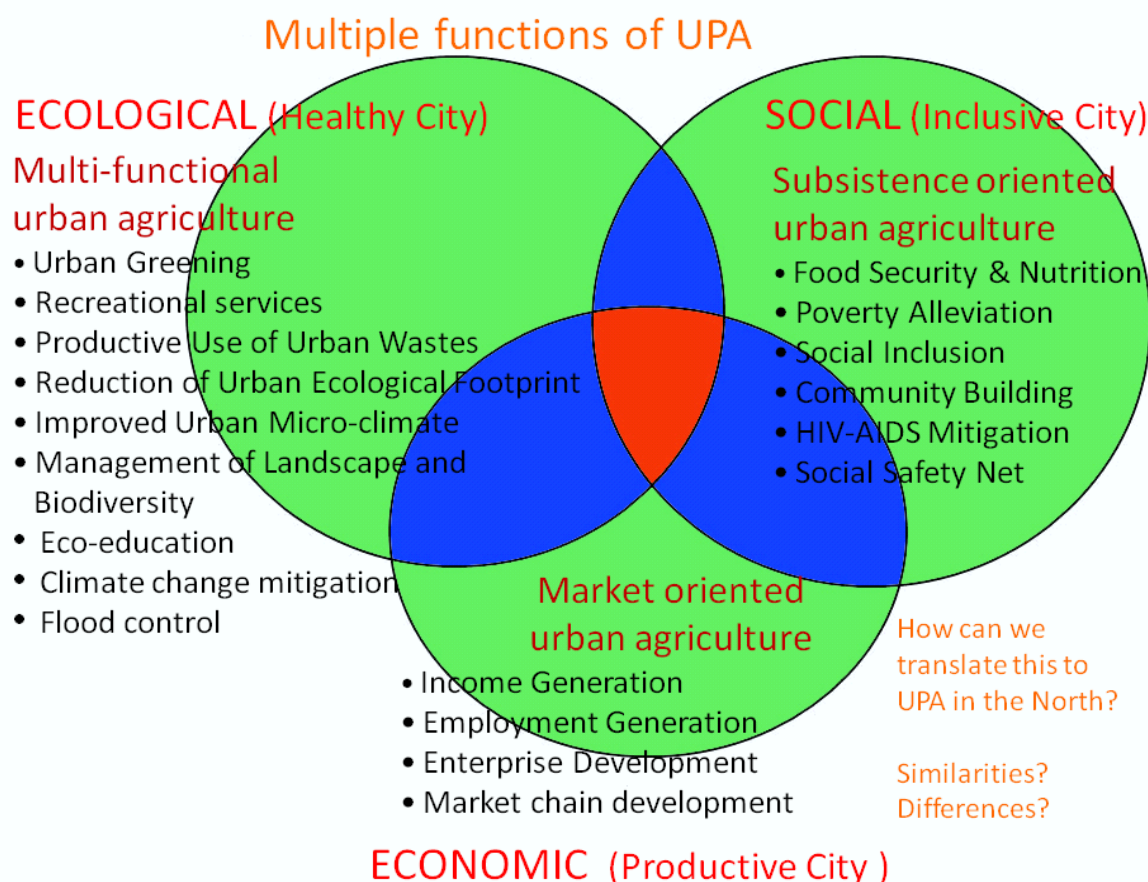 Multiple functions of UPA
ECOLOGICAL (Healthy City)
Multi-functional
urban agriculture
• Urban Greening
• Recreational services
• Productive Use of Urban Wastes
• Reduction of Urban Ecological Footprint
• Improved Urban Micro-climate
• Management of Landscape and
Biodiversity
• Eco-education
• Climate change mitigation
• Flood control
SOCIAL (Inclusive City)
Subsistence oriented
urban agriculture
• Food Security & Nutrition
• Poverty Alleviation
• Social Inclusion
• Community Building
• HIV-AIDS Mitigation
• Social Safety Net
Market oriented
urban agriculture
• Income Generation
• Employment Generation
• Enterprise Development
• Market chain development
ECONOMIC (Productive City )
How can we
translate this to
UPA in the North?
Similarities?
Differences?